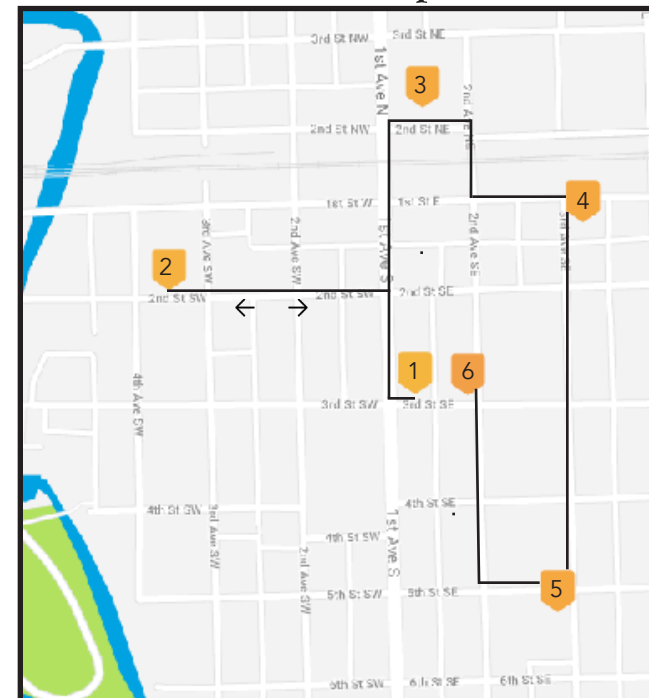 3rd St NW
3rd St NE
1st Ave N
3
2nd Ave NE
2nd St NW
2nd St NE
1st St W
1st St E
4
3rd Ave SW
2nd Ave SW
1st Ave S
2nd Ave SE
3rd Ave SE
2
2nd St SW
← →
2nd St SW
2nd St SE
1
6
4th Ave SW
3rd St SW
3rd St SE
4th St SW
3rd Ave SW
4th St SE
1st Ave S
4th St SW
2nd Ave SW
5
5th St SW
5th St SE
6th St SW
6th St SE
6th St SE